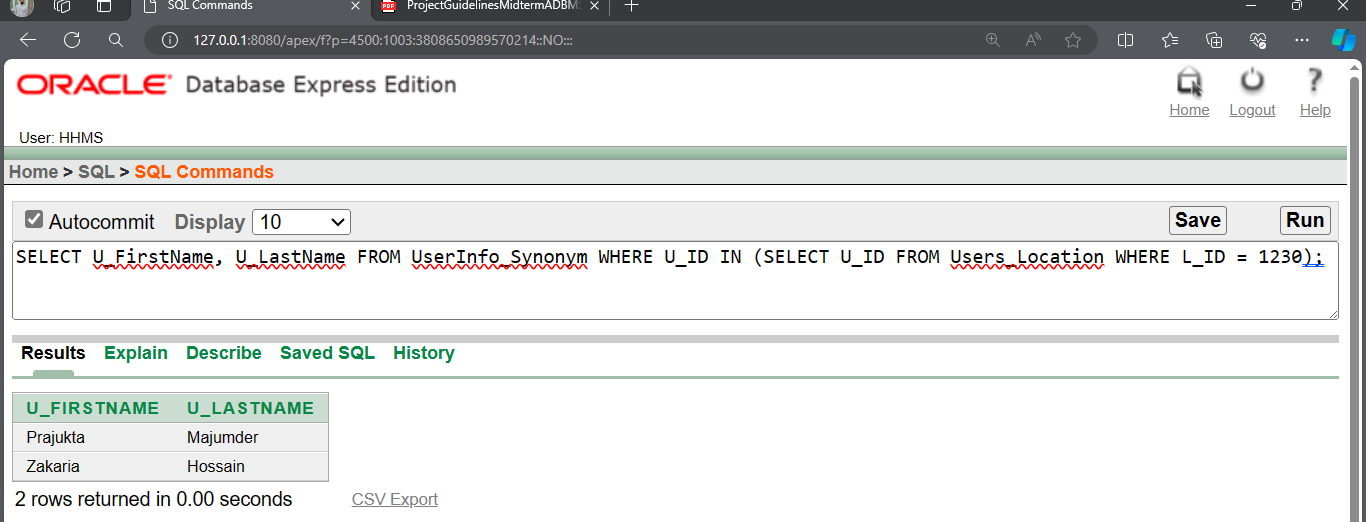 SQL Commands
ProjectGuidelinesMidtermADBMS
127.0.0.1:8080/apex/f?p=4500:1003:3808650989570214::NO:::
ORACLE Database Express Edition
Home Logout Help
User: HHMS
Home > SQL > SQL Commands
Autocommit Display 10 Save Run
SELECT U_FirstName, U_LastName FROM UserInfo_Synonym WHERE U_ID IN (SELECT U_ID FROM Users_Location WHERE L_ID = 1230);
Results Explain Describe Saved SQL History
U_FIRSTNAME U_LASTNAME
Prajukta Majumder
Zakaria Hossain
2 rows returned in 0.00 seconds CSV Export